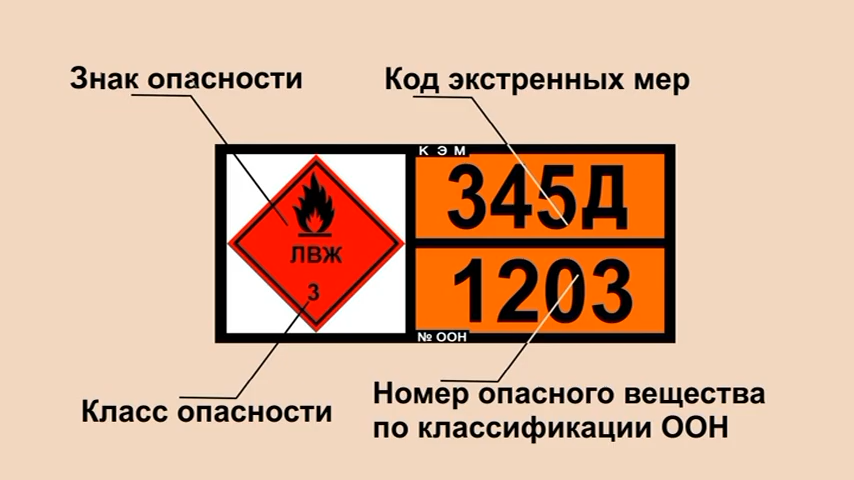 Знак опасности
Код экстренных мер
К Э М
345Д
ЛВЖ
3
1203
№ ООН
Класс опасности
Номер опасного вещества
по классификации ООН